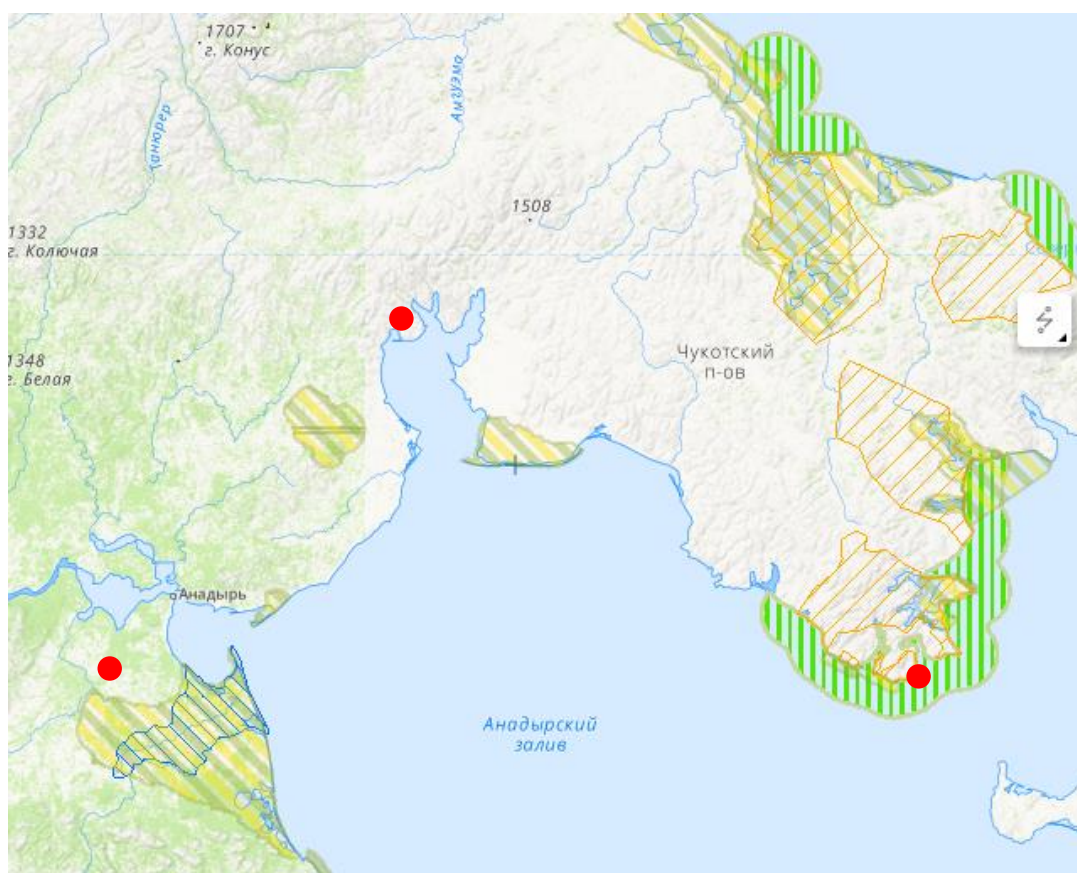 1707
г. Конус
Танюрер
Амгуэма
1508
1332
г. Колючая
1348
г. Белая
Чукотский
п-ов
Анадырь
Анадырский
залив